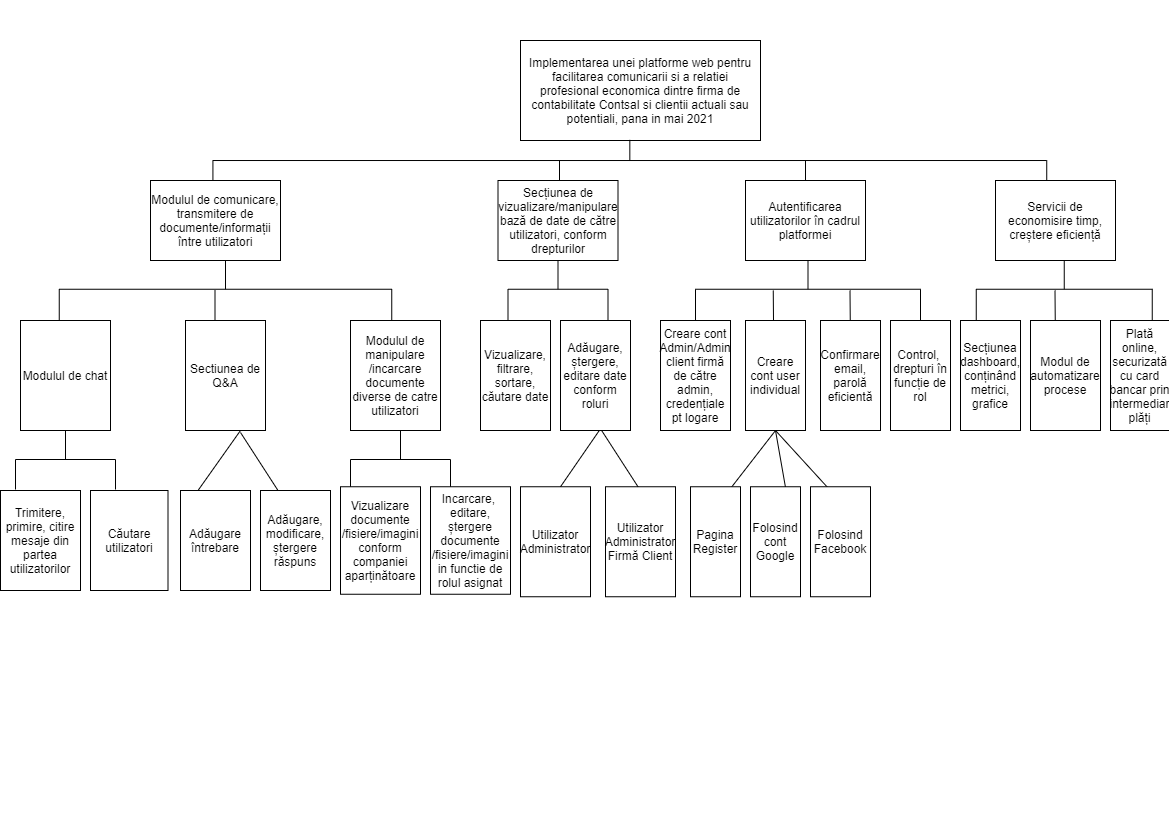 Implementarea unei platforme web pentru
facilitarea comunicarii si a relatiei
profesional economica dintre firma de
contabilitate Contsal si clientii actuali sau
potentiali, pana in mai 2021
Modulul de comunicare,
transmitere de
documente/informații
între utilizatori
Secțiunea de
vizualizare/manipulare
bază de date de către
utilizatori, conform
drepturilor
Autentificarea
utilizatorilor în cadrul
platformei
Servicii de
economisire timp,
creștere eficiență
Modulul de chat
Sectiunea de
Q&A
Modulul de
manipulare
/incarcare
documente
diverse de catre
utilizatori
Vizualizare,
filtrare,
sortare,
căutare date
Adăugare,
ștergere,
editare date
conform
roluri
Creare cont
Admin/Admin
client firmă
de către
admin,
credențiale
pt logare
Creare
cont user
individual
Confirmare
email,
parolă
eficientă
Control,
drepturi în
funcție de
rol
Secțiunea
dashboard,
conținând
metrici,
grafice
Modul de
automatizare
procese
Plată
online,
securizată
cu card
bancar prin
intermediar
plăți
Trimitere,
primire, citire
mesaje din
partea
utilizatorilor
Căutare
utilizatori
Adăugare
întrebare
Adăugare,
modificare,
ștergere
răspuns
Vizualizare
documente
/fisiere/imagini
conform
companiei
aparținătoare
Incarcare,
editare,
ștergere
documente
/fisiere/imagini
in functie de
rolul asignat
Utilizator
Administrator
Utilizator
Administrator
Firmă Client
Pagina
Register
Folosind
cont
Google
Folosind
Facebook